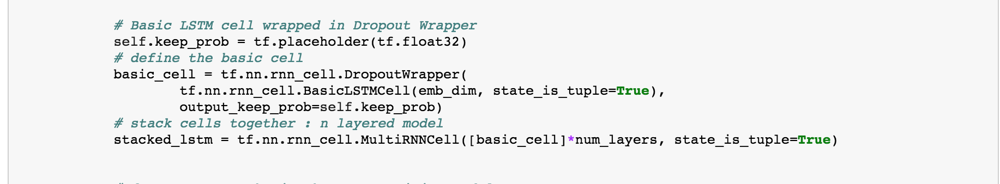 # Basic LSTM cell wrapped in Dropout Wrapper
self.keep_prob = tf.placeholder(tf.float32)
# define the basic cell
basic_cell = tf.nn.rnn_cell.DropoutWrapper(
        tf.nn.rnn_cell.BasicLSTMCell(emb_dim, state_is_tuple=True),
        output_keep_prob=self.keep_prob)
# stack cells together : n layered model
stacked_lstm = tf.nn.rnn_cell.MultiRNNCell([basic_cell]*num_layers, state_is_tuple=True)